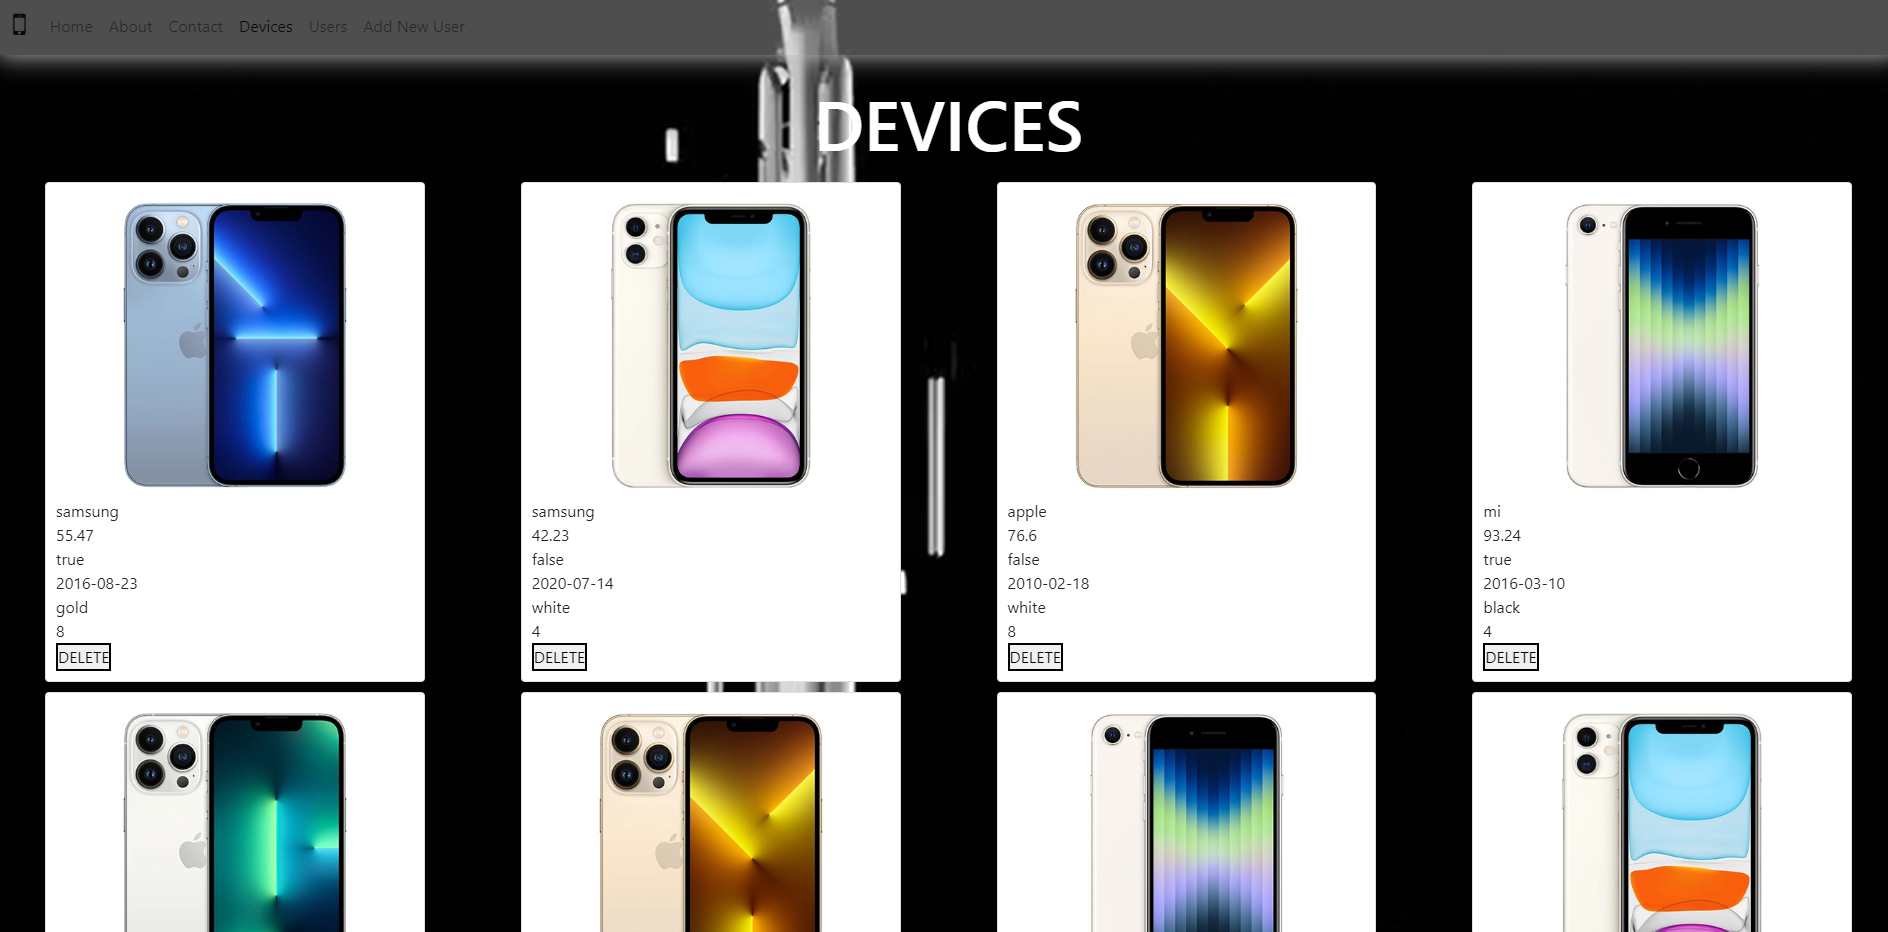 Home About Contact Devices Users Add New User
DEVICES
samsung
55.47
true
2016-08-23
gold
8
DELETE
samsung
42.23
false
2020-07-14
white
4
DELETE
apple
76.6
false
2010-02-18
white
8
DELETE
mi
93.24
true
2016-03-10
black
4
DELETE